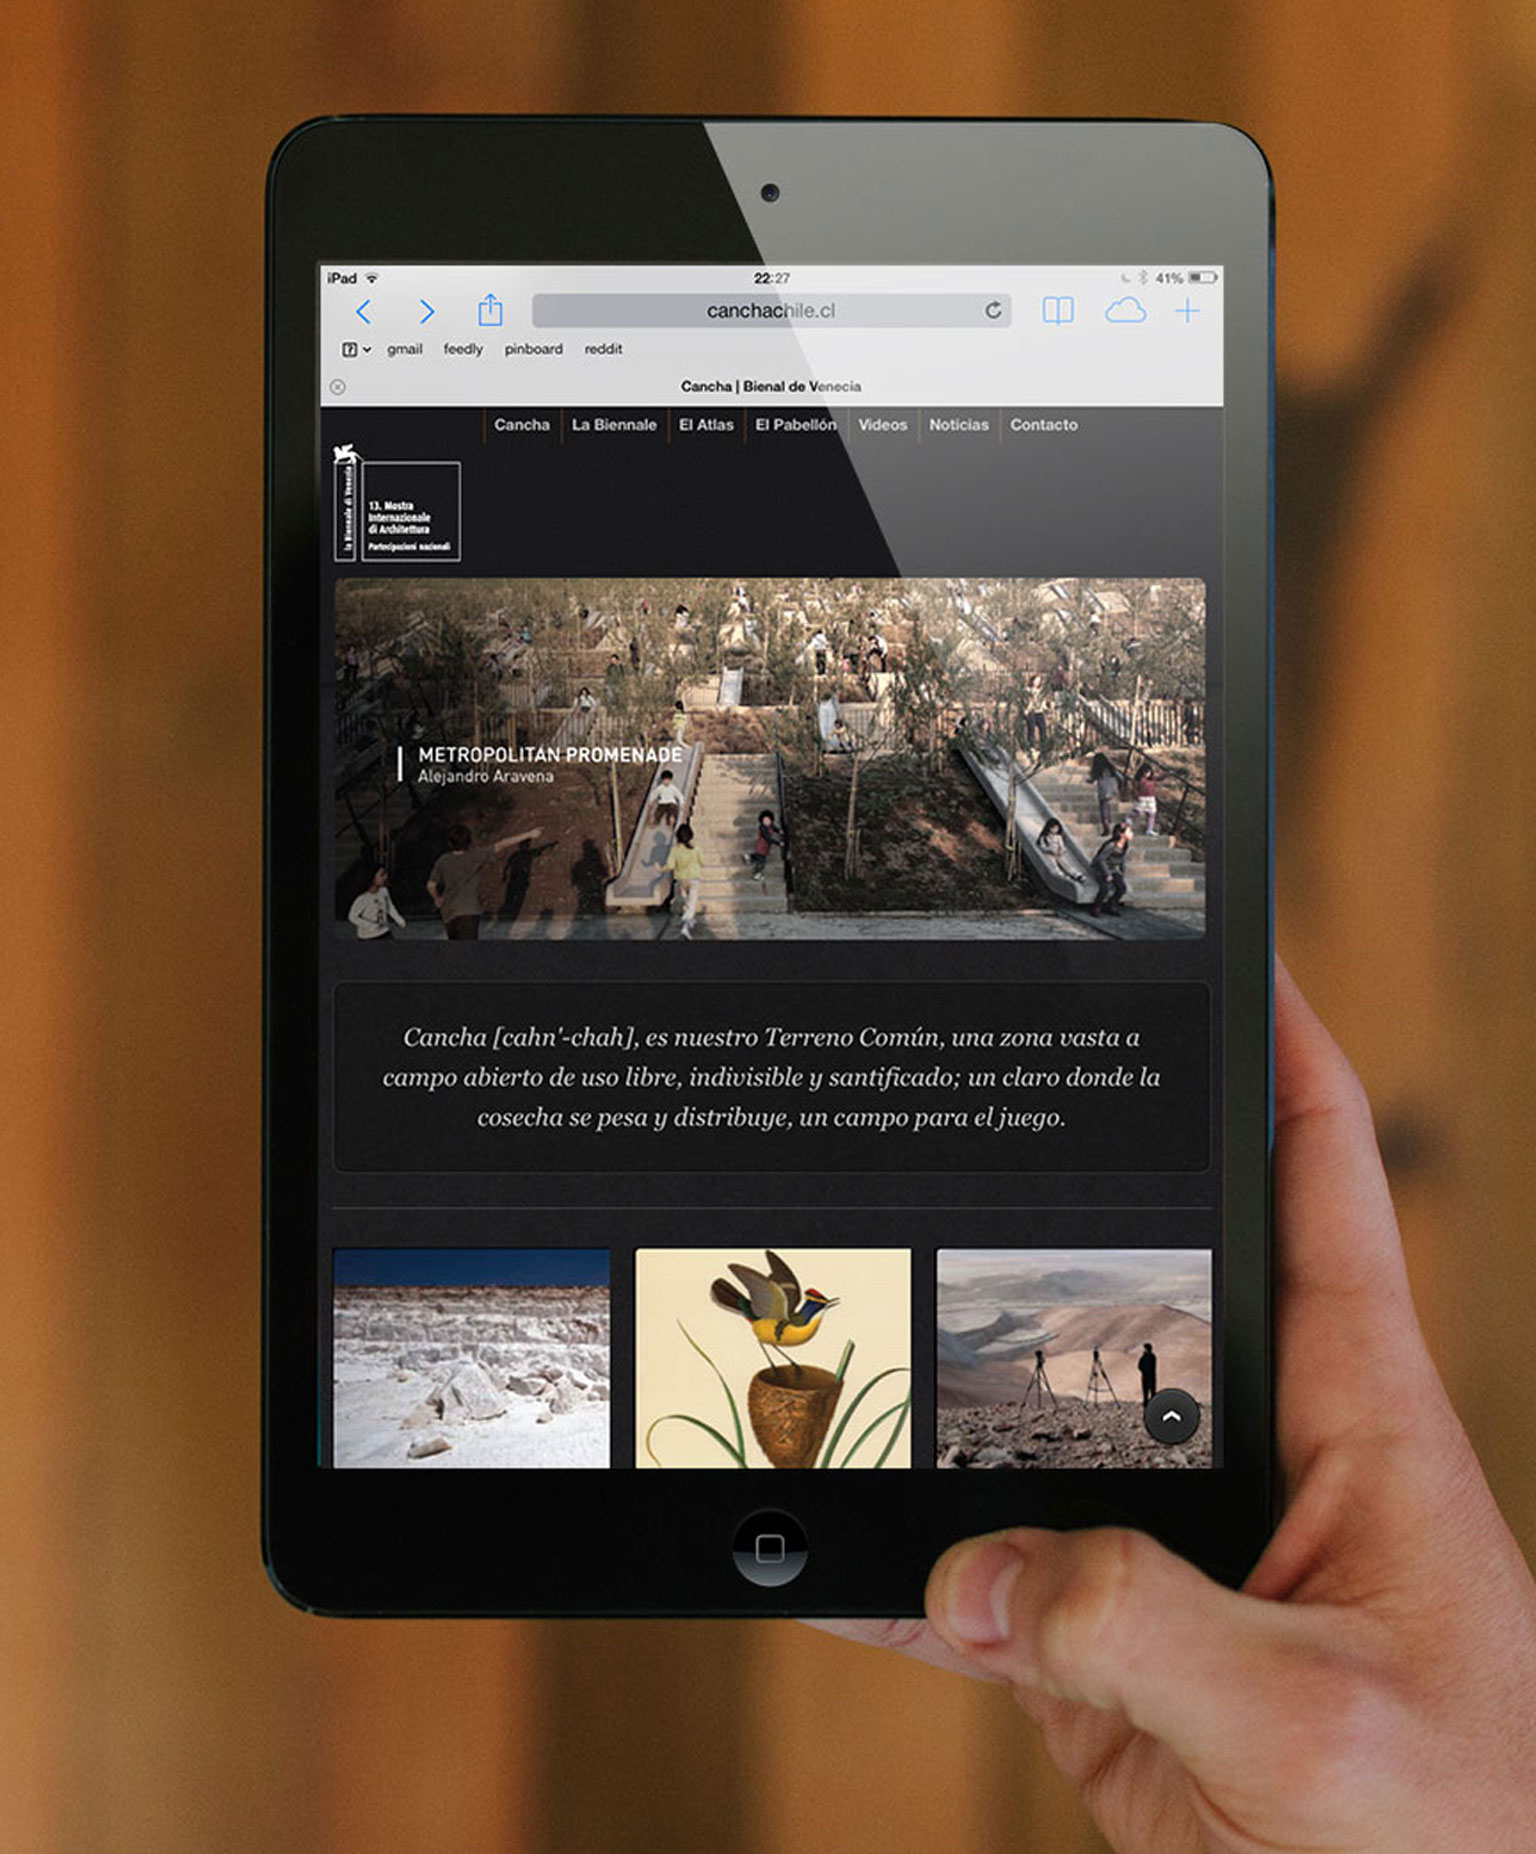 iPad
22:27
41%
canchachile.cl
gmail feedly pinboard reddit
Cancha | Bienal de Venecia
Cancha La Biennale El Atlas El Pabellón Videos Noticias Contacto
la Biennale di Venezia
13. Mostra
Internazionale
di Architettura
Partecipazioni nazionali
METROPOLITAN PROMENADE
Alejandro Aravena
Cancha [cahn'-chah], es nuestro Terreno Común, una zona vasta a
campo abierto de uso libre, indivisible y santificado; un claro donde la
cosecha se pesa y distribuye, un campo para el juego.